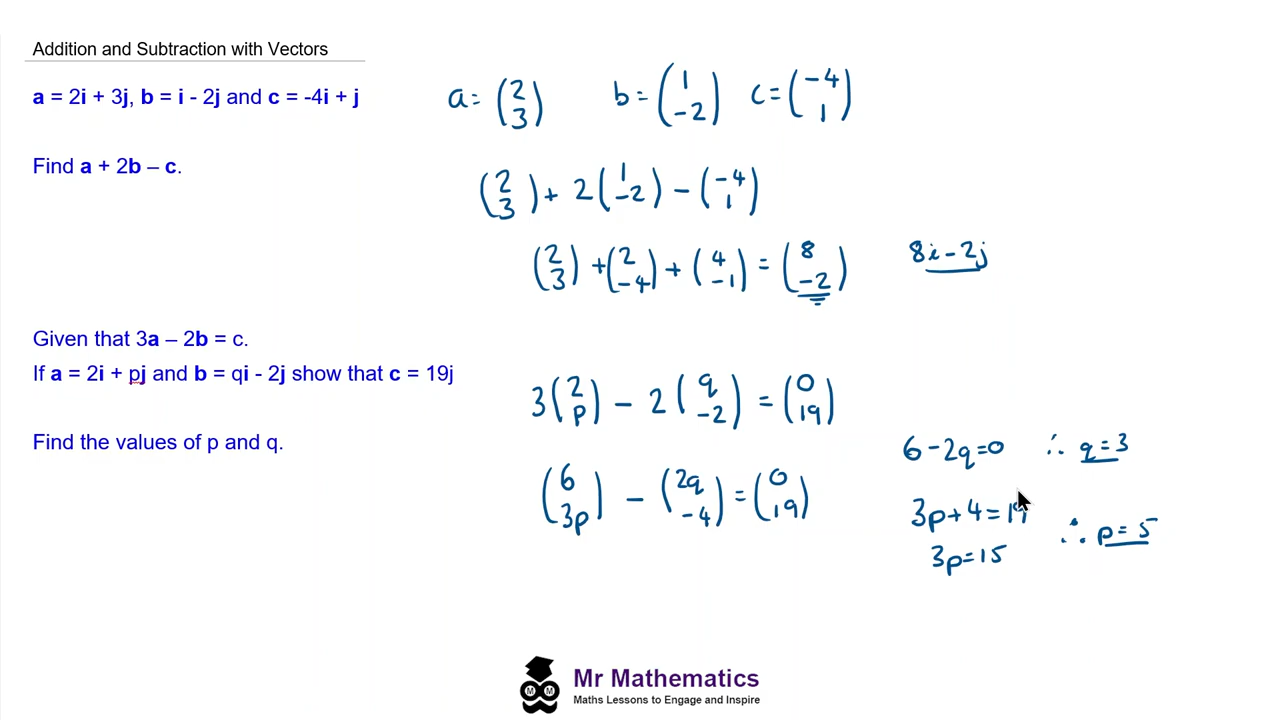 Addition and Subtraction with Vectors
a = 2i + 3j, b = i - 2j and c = -4i + j
a = (2 3) b = (1 -2) c = (-4 1)
Find a + 2b – c.
(2 3) + 2(1 -2) - (-4 1)
(2 3) + (2 -4) + (4 -1) = (8 -2) 8i - 2j
Given that 3a – 2b = c.
If a = 2i + pj and b = qi - 2j show that c = 19j
3(2 p) - 2(q -2) = (0 19)
Find the values of p and q.
6 - 2q = 0 ∴ q = 3
(6 3p) - (2q -4) = (0 19)
3p + 4 = 19
3p = 15 ∴ p = 5
M M
Mr Mathematics
Maths Lessons to Engage and Inspire